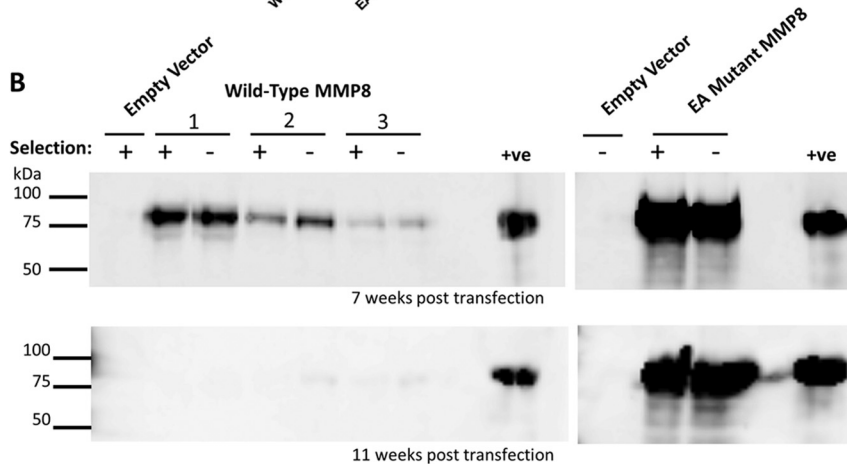 B
Empty Vector
Wild-Type MMP8
1 2 3
Selection: + + - + - + - +ve
kDa
100
75
50
7 weeks post transfection
Empty Vector
EA Mutant MMP8
- + - +ve
100
75
50
11 weeks post transfection